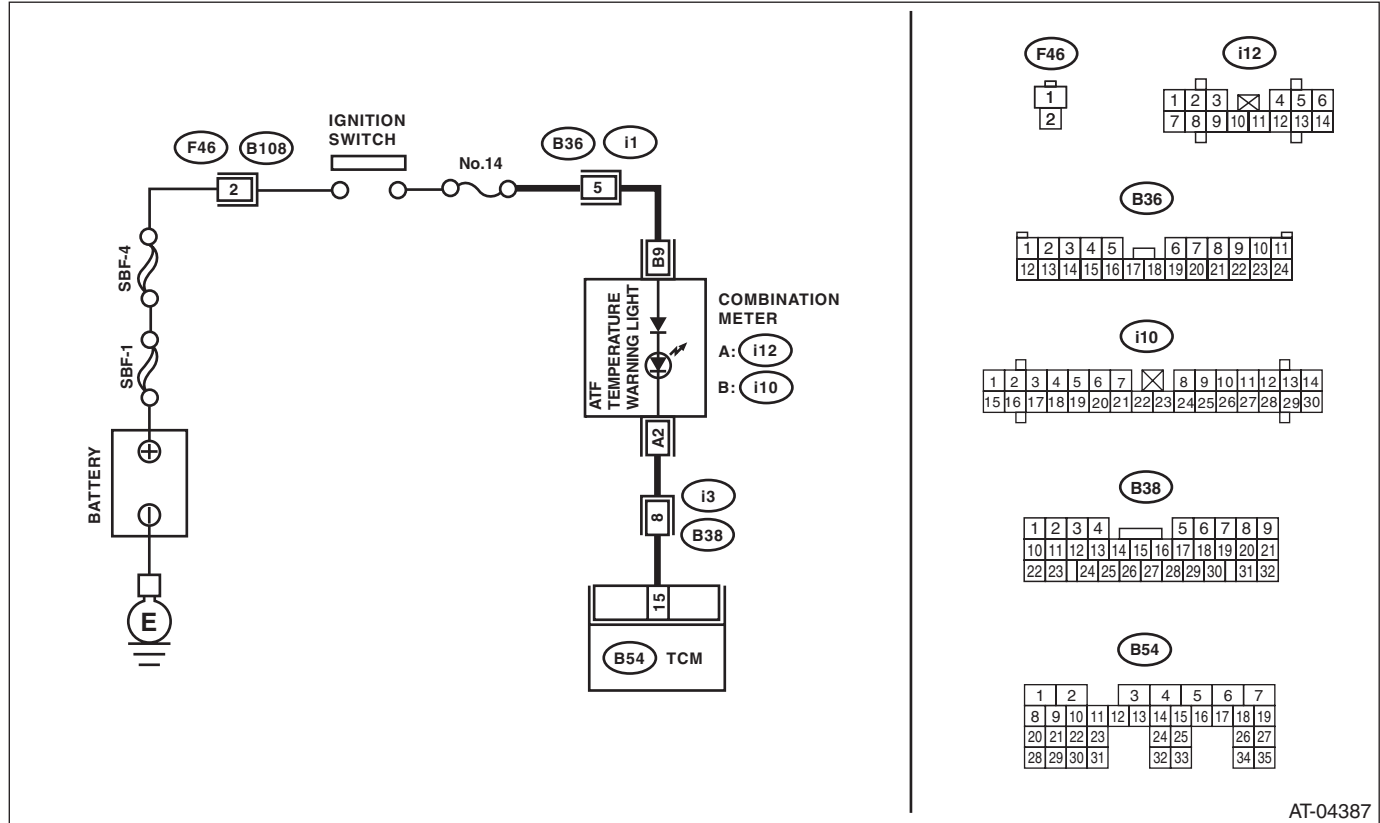 F46 B108
IGNITION
SWITCH
No.14
B36 i1
2
5
SBF-4
SBF-1
BATTERY
E
B9
ATF
TEMPERATURE
WARNING LIGHT
COMBINATION
METER
A: i12
B: i10
A2
8
i3
B38
15
B54 TCM
F46
1
2
i12
1 2 3 4 5 6
7 8 9 10 11 12 13 14
B36
1 2 3 4 5 6 7 8 9 10 11
12 13 14 15 16 17 18 19 20 21 22 23 24
i10
1 2 3 4 5 6 7 8 9 10 11 12 13 14
15 16 17 18 19 20 21 22 23 24 25 26 27 28 29 30
B38
1 2 3 4 5 6 7 8 9
10 11 12 13 14 15 16 17 18 19 20 21
22 23 24 25 26 27 28 29 30 31 32
B54
1 2 3 4 5 6 7
8 9 10 11 12 13 14 15 16 17 18 19
20 21 22 23 24 25 26 27
28 29 30 31 32 33 34 35
AT-04387